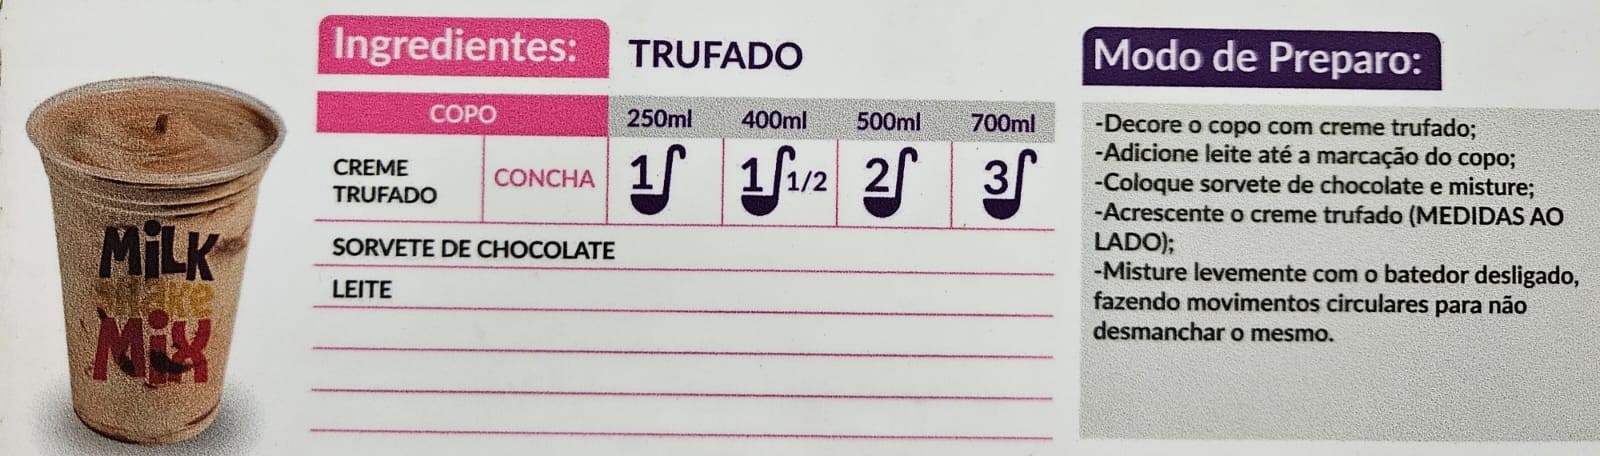 Ingredientes: TRUFADO
COPO 250ml 400ml 500ml 700ml
CREME
TRUFADO CONCHA 1 1 1/2 2 3
SORVETE DE CHOCOLATE
LEITE
MiLK
shake
MiX
Modo de Preparo:
-Decore o copo com creme trufado;
-Adicione leite até a marcação do copo;
-Coloque sorvete de chocolate e misture;
-Acrescente o creme trufado (MEDIDAS AO
LADO);
-Misture levemente com o batedor desligado,
fazendo movimentos circulares para não
desmanchar o mesmo.